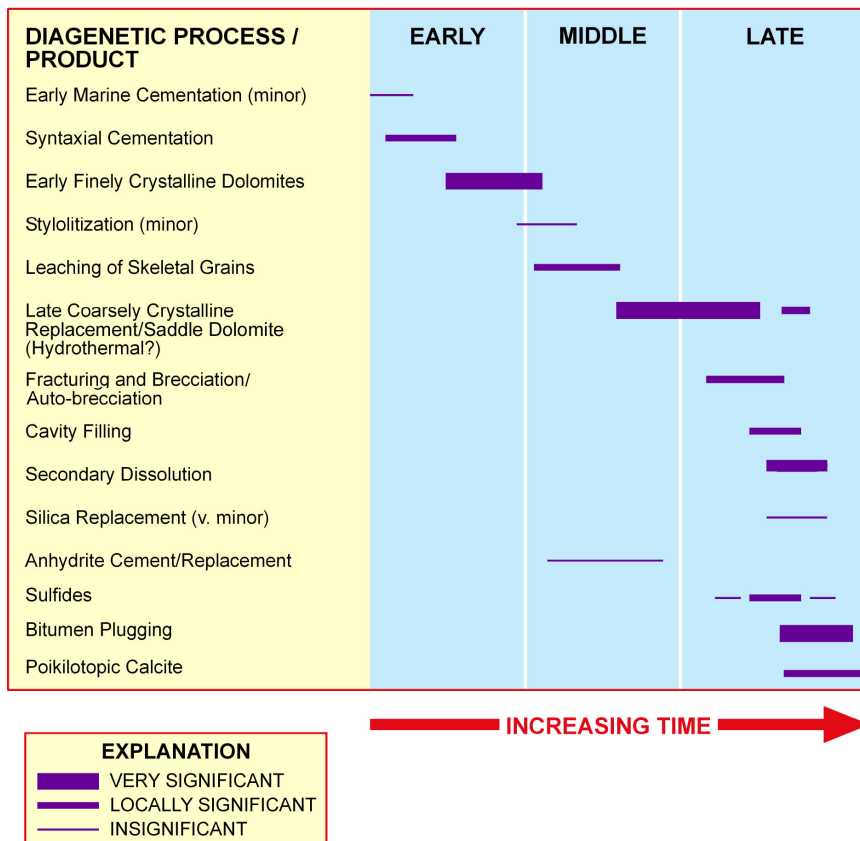 DIAGENETIC PROCESS /
PRODUCT
EARLY
MIDDLE
LATE
Early Marine Cementation (minor)
Syntaxial Cementation
Early Finely Crystalline Dolomites
Stylolitization (minor)
Leaching of Skeletal Grains
Late Coarsely Crystalline
Replacement/Saddle Dolomite
(Hydrothermal?)
Fracturing and Brecciation/
Auto-brecciation
Cavity Filling
Secondary Dissolution
Silica Replacement (v. minor)
Anhydrite Cement/Replacement
Sulfides
Bitumen Plugging
Poikilotopic Calcite
INCREASING TIME
EXPLANATION
VERY SIGNIFICANT
LOCALLY SIGNIFICANT
INSIGNIFICANT